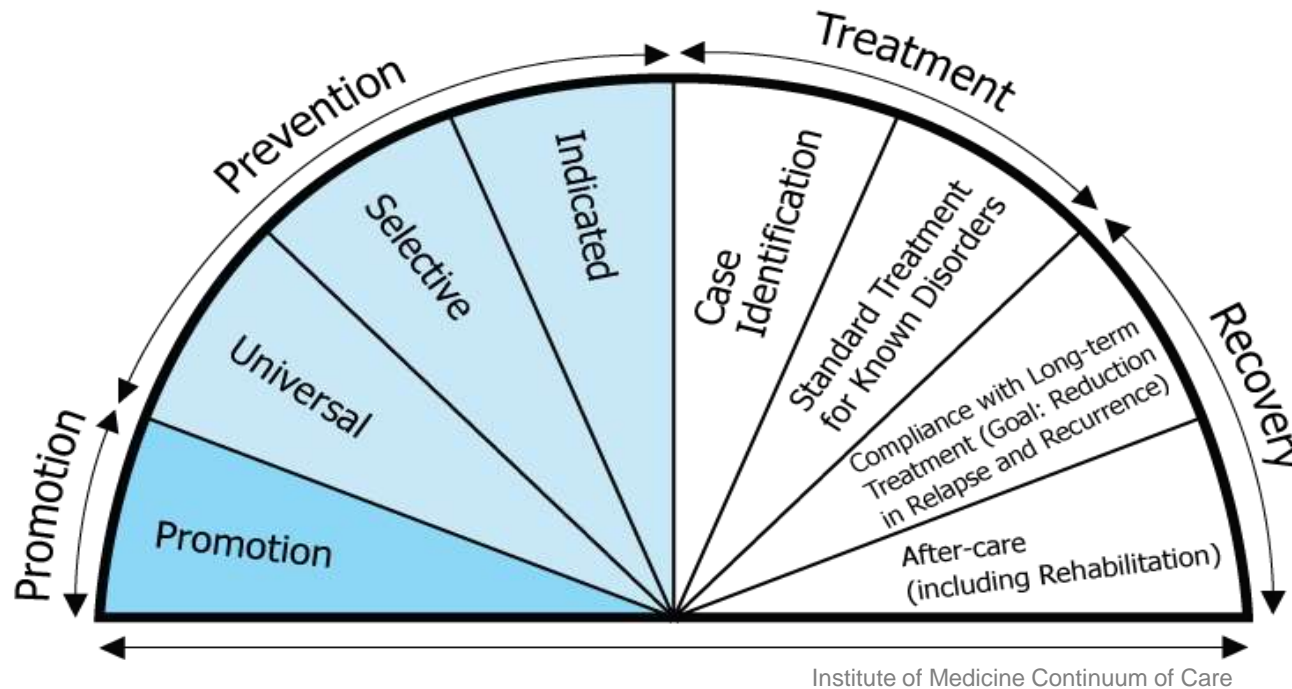 Promotion
Prevention
Treatment
Recovery
Promotion
Universal
Selective
Indicated
Case
Identification
Standard Treatment
for Known Disorders
Compliance with Long-term
Treatment (Goal: Reduction
in Relapse and Recurrence)
After-care
(including Rehabilitation)
Institute of Medicine Continuum of Care